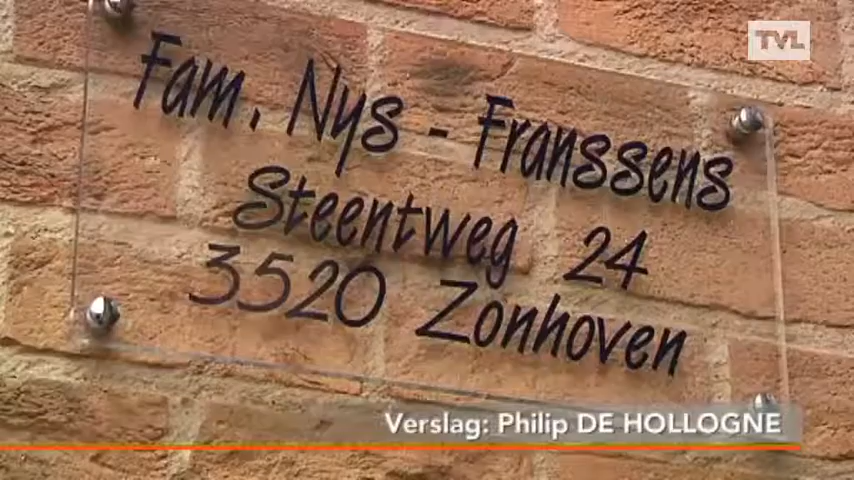 TVL
Fam. Nys - Franssens
Steentweg 24
3520 Zonhoven
Verslag: Philip DE HOLLOGNE